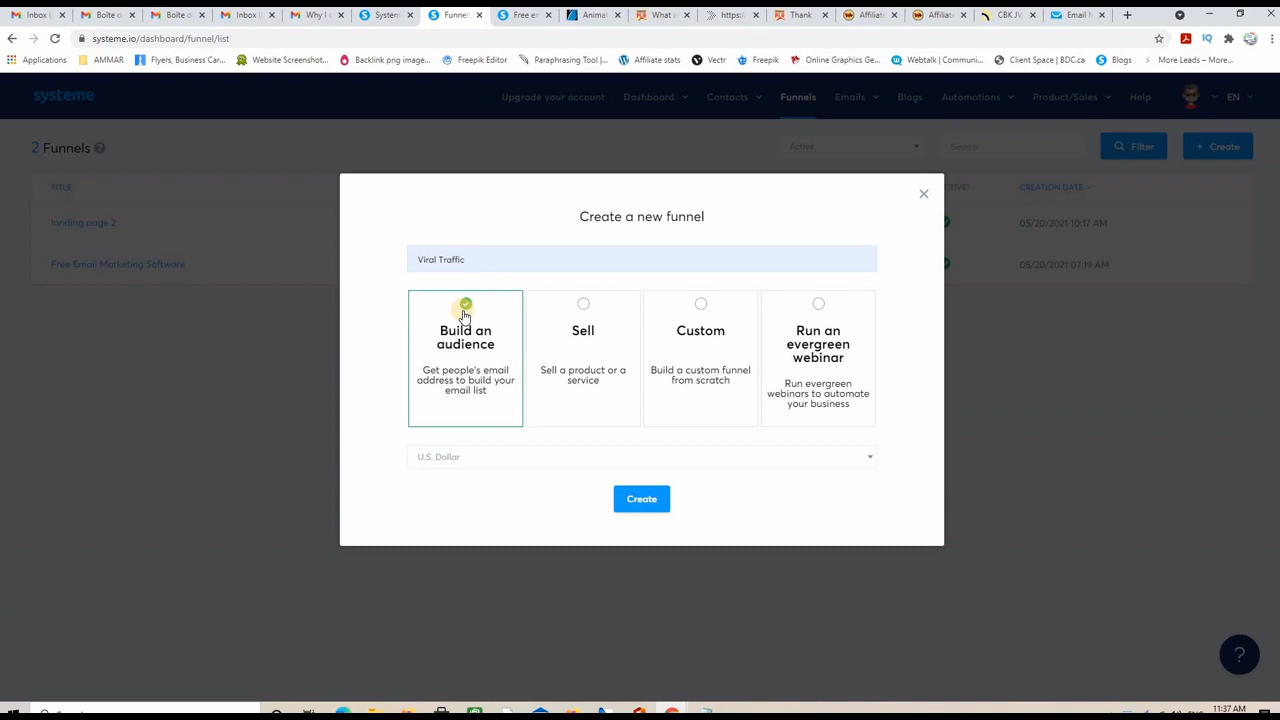 Inbox (
Boîte d
Boîte d
Inbox (
Why I c
System
Funnel
Free e
Animat
What is
https:/
Thank
Affiliate
Affiliate
CBK JV
Email M
systeme.io/dashboard/funnel/list
Applications
AMMAR
Flyers, Business Car...
Website Screenshot...
Backlink png image...
Freepik Editor
Paraphrasing Tool |...
Affiliate stats
Vectr
Freepik
Online Graphics Ge...
Webtalk | Communi...
Client Space | BDC.ca
Blogs
More Leads – More...
systeme
Upgrade your account
Dashboard
Contacts
Funnels
Emails
Blogs
Automations
Product/Sales
Help
EN
2 Funnels ?
Active
Search
Filter
+ Create
TITLE
CREATION DATE
landing page 2
05/20/2021 10:17 AM
Free Email Marketing Software
05/20/2021 07:19 AM
Create a new funnel
Viral Traffic
Build an
audience
Get people's email
address to build your
email list
Sell
Sell a product or a
service
Custom
Build a custom funnel
from scratch
Run an
evergreen
webinar
Run evergreen
webinars to automate
your business
U.S. Dollar
Create
?
ENG
11:37 AM